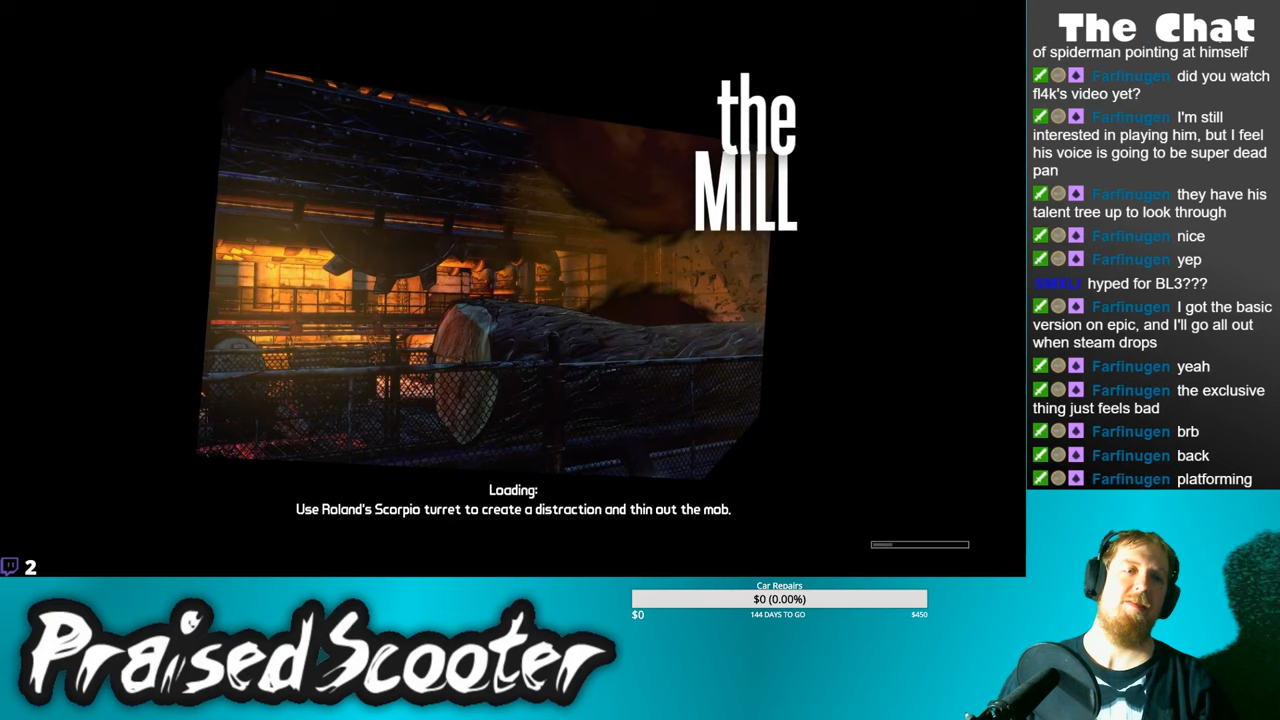 the
MILL
Loading:
Use Roland's Scorpio turret to create a distraction and thin out the mob.
The Chat
of spiderman pointing at himself
Farfinugen did you watch
fl4k's video yet?
Farfinugen I'm still
interested in playing him, but I feel
his voice is going to be super dead
pan
Farfinugen they have his
talent tree up to look through
Farfinugen nice
Farfinugen yep
SMXLI hyped for BL3???
Farfinugen I got the basic
version on epic, and I'll go all out
when steam drops
Farfinugen yeah
Farfinugen the exclusive
thing just feels bad
Farfinugen brb
Farfinugen back
Farfinugen platforming
2
PraisedScooter
Car Repairs
$0 (0.00%)
$0 144 DAYS TO GO $450